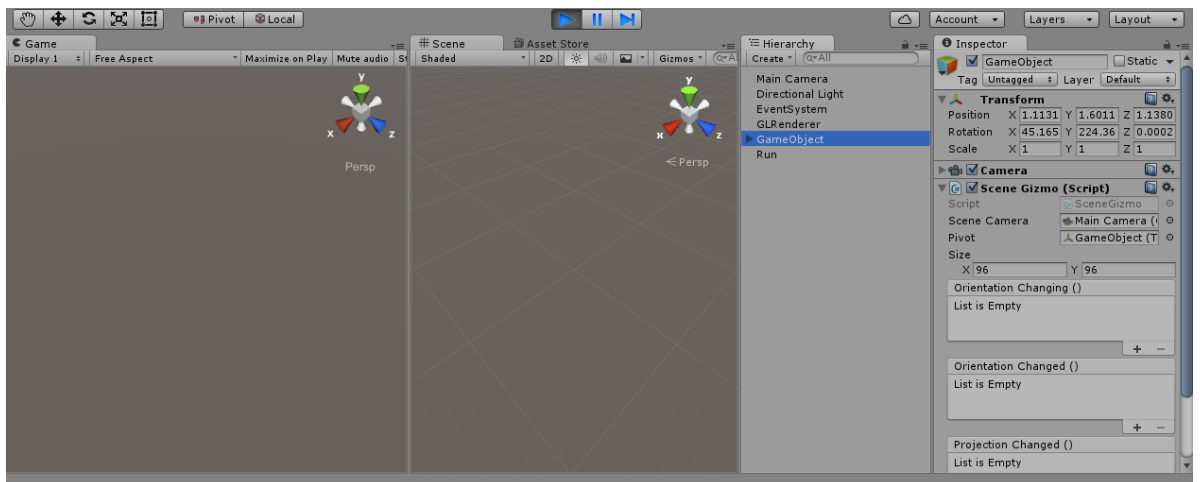 Pivot Local Account Layers Layout
Game
Display 1 Free Aspect Maximize on Play Mute audio St
y
x z
Persp
Scene Asset Store
Shaded 2D Gizmos All
y
x z
Persp
Hierarchy
Create All
Main Camera
Directional Light
EventSystem
GLRenderer
GameObject
Run
Inspector
GameObject Static
Tag Untagged Layer Default
Transform
Position X 1.1131 Y 1.6011 Z 1.1380
Rotation X 45.165 Y 224.36 Z 0.0002
Scale X 1 Y 1 Z 1
Camera
Scene Gizmo (Script)
Script SceneGizmo
Scene Camera Main Camera (
Pivot GameObject (T
Size
X 96 Y 96
Orientation Changing ()
List is Empty
+ −
Orientation Changed ()
List is Empty
+ −
Projection Changed ()
List is Empty